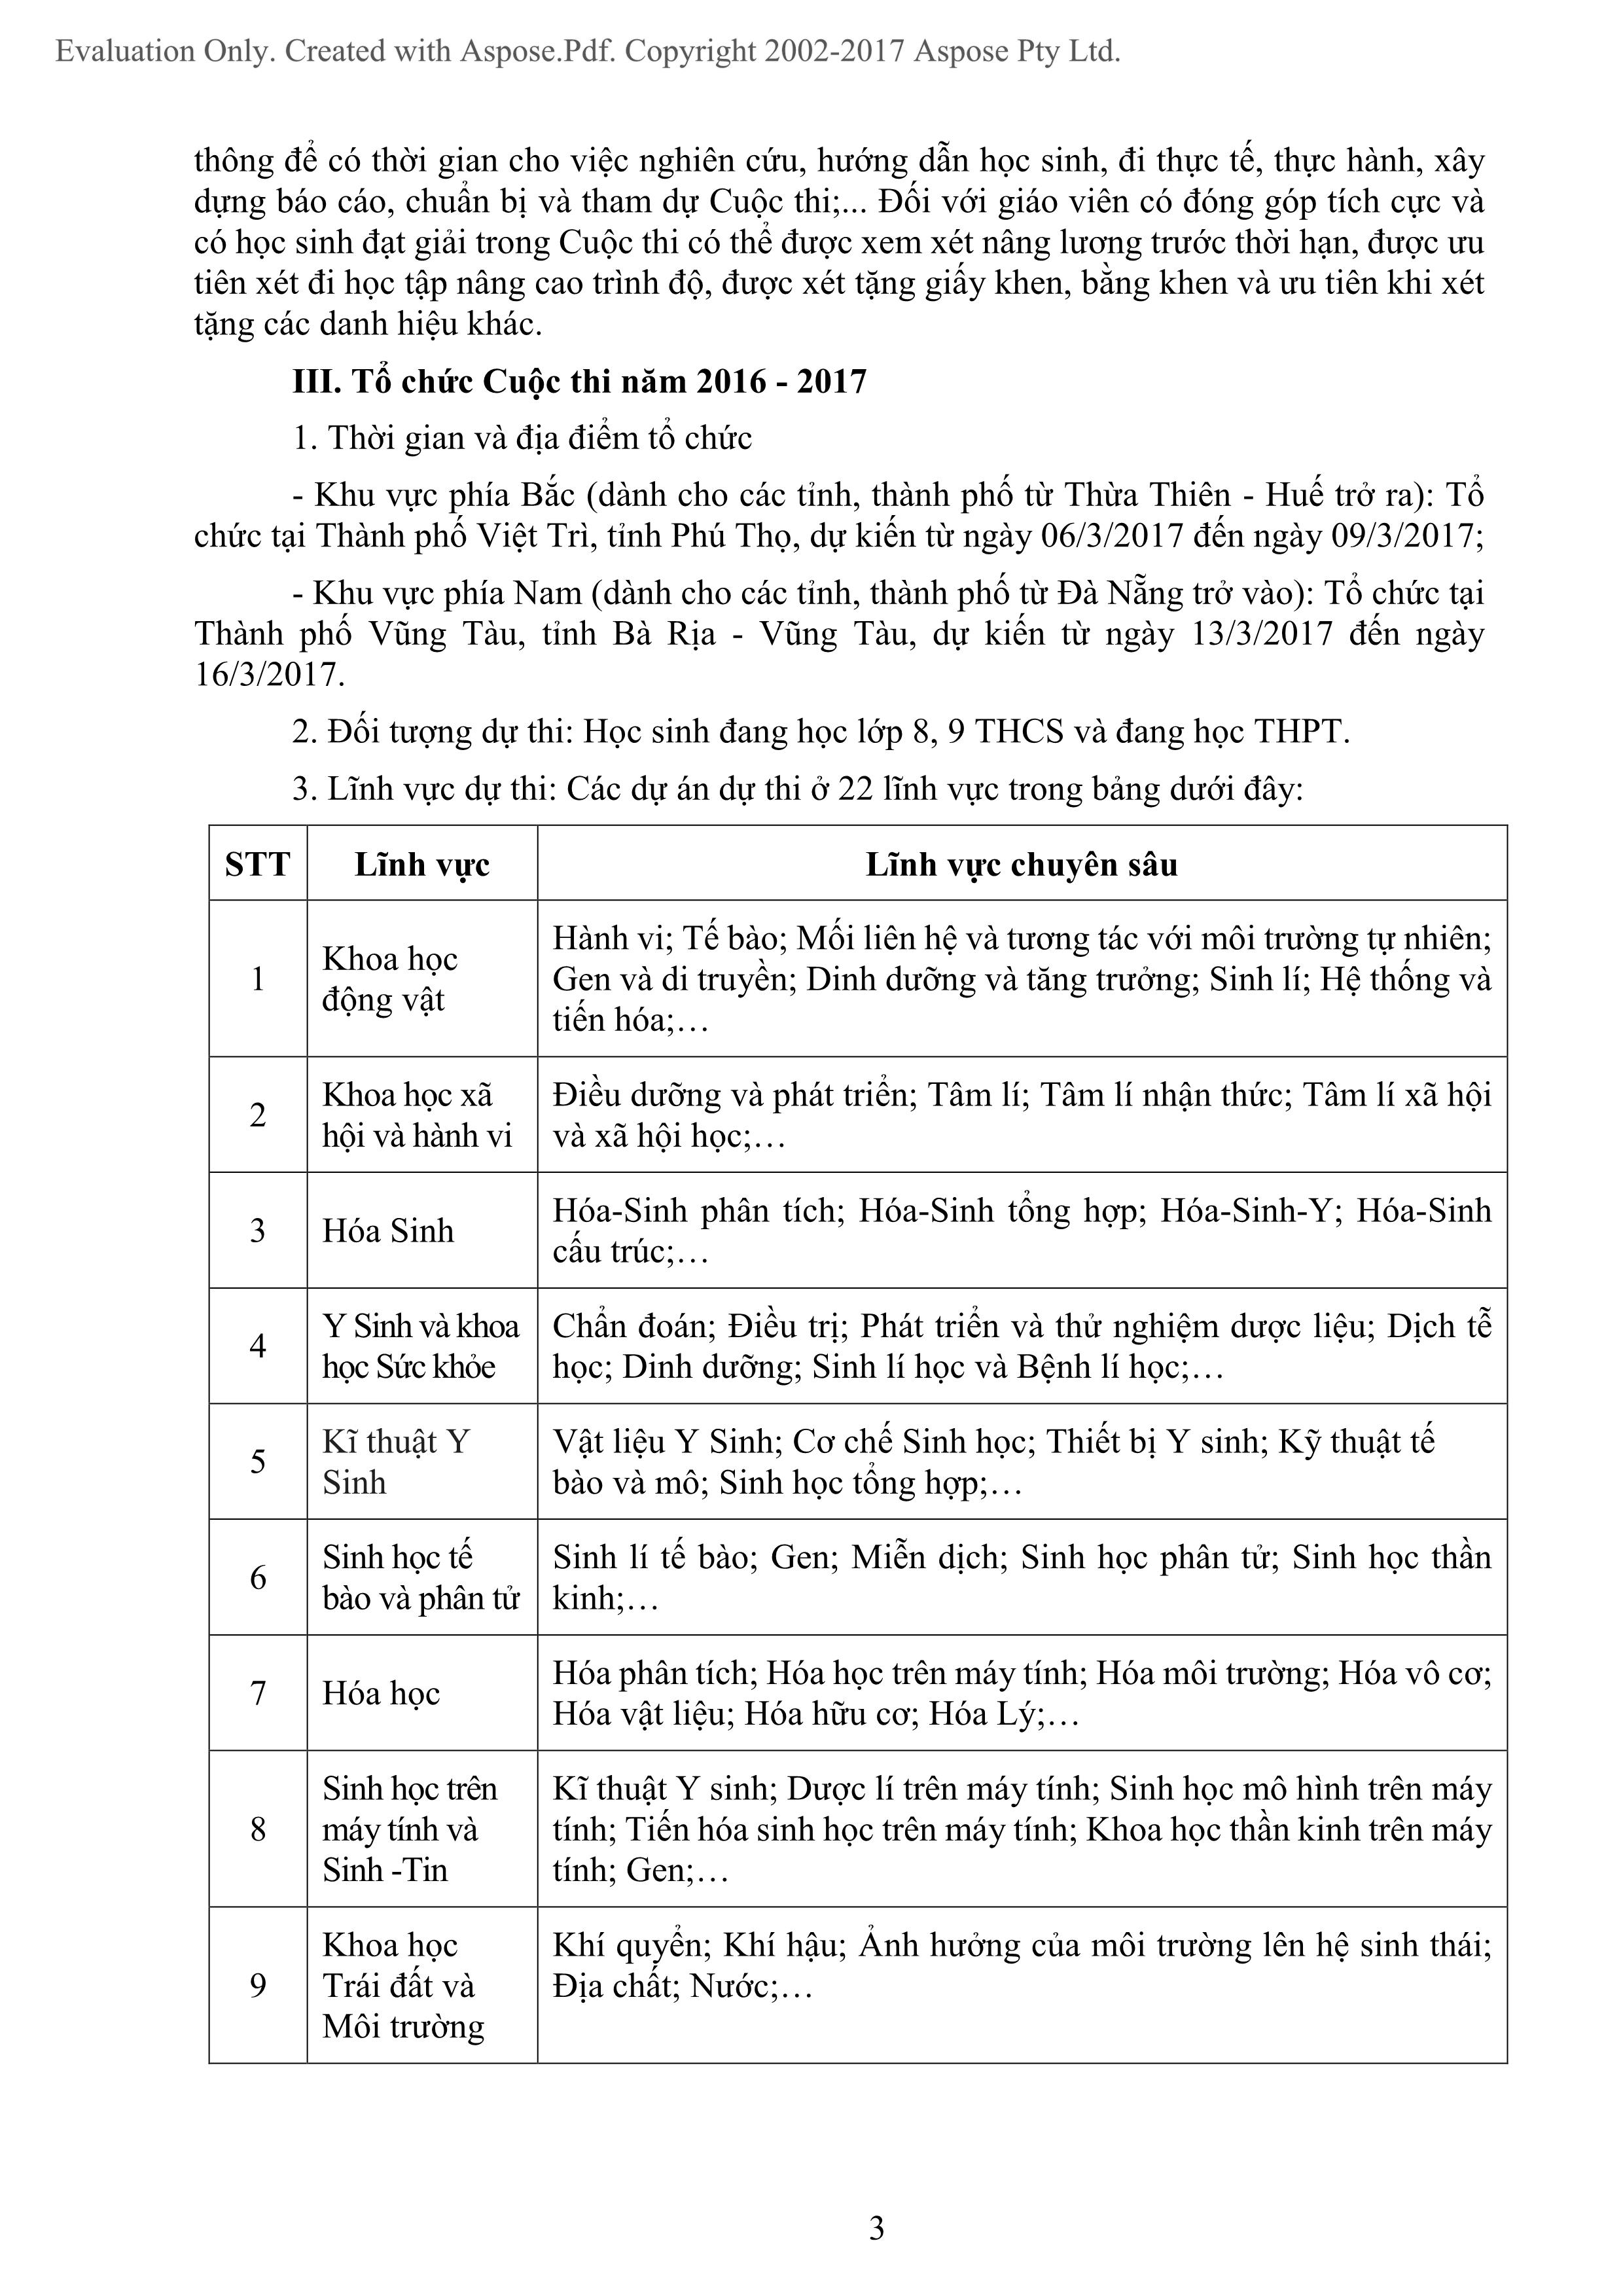 Evaluation Only. Created with Aspose.Pdf. Copyright 2002-2017 Aspose Pty Ltd.
thông để có thời gian cho việc nghiên cứu, hướng dẫn học sinh, đi thực tế, thực hành, xây
dựng báo cáo, chuẩn bị và tham dự Cuộc thi;... Đối với giáo viên có đóng góp tích cực và
có học sinh đạt giải trong Cuộc thi có thể được xem xét nâng lương trước thời hạn, được ưu
tiên xét đi học tập nâng cao trình độ, được xét tặng giấy khen, bằng khen và ưu tiên khi xét
tặng các danh hiệu khác.
III. Tổ chức Cuộc thi năm 2016 - 2017
1. Thời gian và địa điểm tổ chức
- Khu vực phía Bắc (dành cho các tỉnh, thành phố từ Thừa Thiên - Huế trở ra): Tổ
chức tại Thành phố Việt Trì, tỉnh Phú Thọ, dự kiến từ ngày 06/3/2017 đến ngày 09/3/2017;
- Khu vực phía Nam (dành cho các tỉnh, thành phố từ Đà Nẵng trở vào): Tổ chức tại
Thành phố Vũng Tàu, tỉnh Bà Rịa - Vũng Tàu, dự kiến từ ngày 13/3/2017 đến ngày
16/3/2017.
2. Đối tượng dự thi: Học sinh đang học lớp 8, 9 THCS và đang học THPT.
3. Lĩnh vực dự thi: Các dự án dự thi ở 22 lĩnh vực trong bảng dưới đây:
STT Lĩnh vực Lĩnh vực chuyên sâu
1
Khoa học
động vật
Hành vi; Tế bào; Mối liên hệ và tương tác với môi trường tự nhiên;
Gen và di truyền; Dinh dưỡng và tăng trưởng; Sinh lí; Hệ thống và
tiến hóa;…
2
Khoa học xã
hội và hành vi
Điều dưỡng và phát triển; Tâm lí; Tâm lí nhận thức; Tâm lí xã hội
và xã hội học;…
3
Hóa Sinh
Hóa-Sinh phân tích; Hóa-Sinh tổng hợp; Hóa-Sinh-Y; Hóa-Sinh
cấu trúc;…
4
Y Sinh và khoa
học Sức khỏe
Chẩn đoán; Điều trị; Phát triển và thử nghiệm dược liệu; Dịch tễ
học; Dinh dưỡng; Sinh lí học và Bệnh lí học;…
5
Kĩ thuật Y
Sinh
Vật liệu Y Sinh; Cơ chế Sinh học; Thiết bị Y sinh; Kỹ thuật tế
bào và mô; Sinh học tổng hợp;…
6
Sinh học tế
bào và phân tử
Sinh lí tế bào; Gen; Miễn dịch; Sinh học phân tử; Sinh học thần
kinh;…
7
Hóa học
Hóa phân tích; Hóa học trên máy tính; Hóa môi trường; Hóa vô cơ;
Hóa vật liệu; Hóa hữu cơ; Hóa Lý;…
8
Sinh học trên
máy tính và
Sinh -Tin
Kĩ thuật Y sinh; Dược lí trên máy tính; Sinh học mô hình trên máy
tính; Tiến hóa sinh học trên máy tính; Khoa học thần kinh trên máy
tính; Gen;…
9
Khoa học
Trái đất và
Môi trường
Khí quyển; Khí hậu; Ảnh hưởng của môi trường lên hệ sinh thái;
Địa chất; Nước;…
3